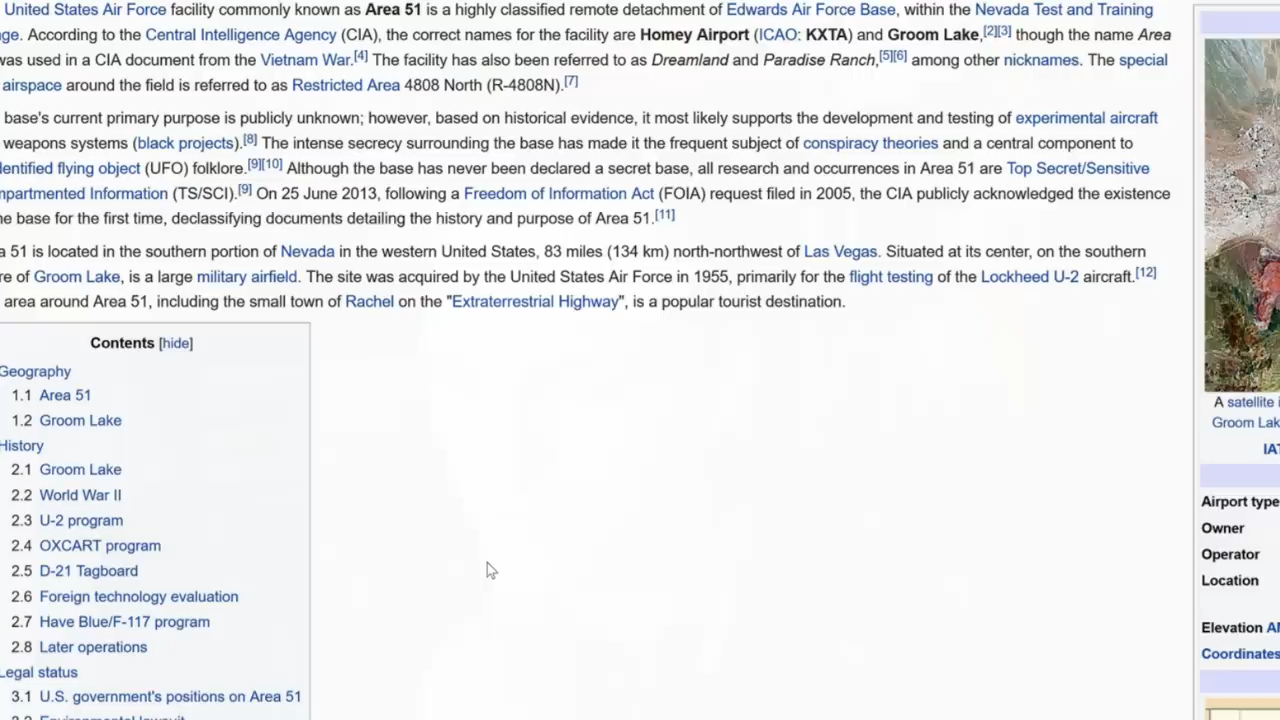 United States Air Force facility commonly known as Area 51 is a highly classified remote detachment of Edwards Air Force Base, within the Nevada Test and Training
nge. According to the Central Intelligence Agency (CIA), the correct names for the facility are Homey Airport (ICAO: KXTA) and Groom Lake,[2][3] though the name Area
was used in a CIA document from the Vietnam War.[4] The facility has also been referred to as Dreamland and Paradise Ranch,[5][6] among other nicknames. The special
airspace around the field is referred to as Restricted Area 4808 North (R-4808N).[7]
base's current primary purpose is publicly unknown; however, based on historical evidence, it most likely supports the development and testing of experimental aircraft
weapons systems (black projects).[8] The intense secrecy surrounding the base has made it the frequent subject of conspiracy theories and a central component to
dentified flying object (UFO) folklore.[9][10] Although the base has never been declared a secret base, all research and occurrences in Area 51 are Top Secret/Sensitive
mpartmented Information (TS/SCI).[9] On 25 June 2013, following a Freedom of Information Act (FOIA) request filed in 2005, the CIA publicly acknowledged the existence
he base for the first time, declassifying documents detailing the history and purpose of Area 51.[11]
a 51 is located in the southern portion of Nevada in the western United States, 83 miles (134 km) north-northwest of Las Vegas. Situated at its center, on the southern
re of Groom Lake, is a large military airfield. The site was acquired by the United States Air Force in 1955, primarily for the flight testing of the Lockheed U-2 aircraft.[12]
area around Area 51, including the small town of Rachel on the "Extraterrestrial Highway", is a popular tourist destination.
Contents [hide]
Geography
1.1 Area 51
1.2 Groom Lake
History
2.1 Groom Lake
2.2 World War II
2.3 U-2 program
2.4 OXCART program
2.5 D-21 Tagboard
2.6 Foreign technology evaluation
2.7 Have Blue/F-117 program
2.8 Later operations
Legal status
3.1 U.S. government's positions on Area 51
A satellite i
Groom Lak
IAT
Airport type
Owner
Operator
Location
Elevation AM
Coordinates